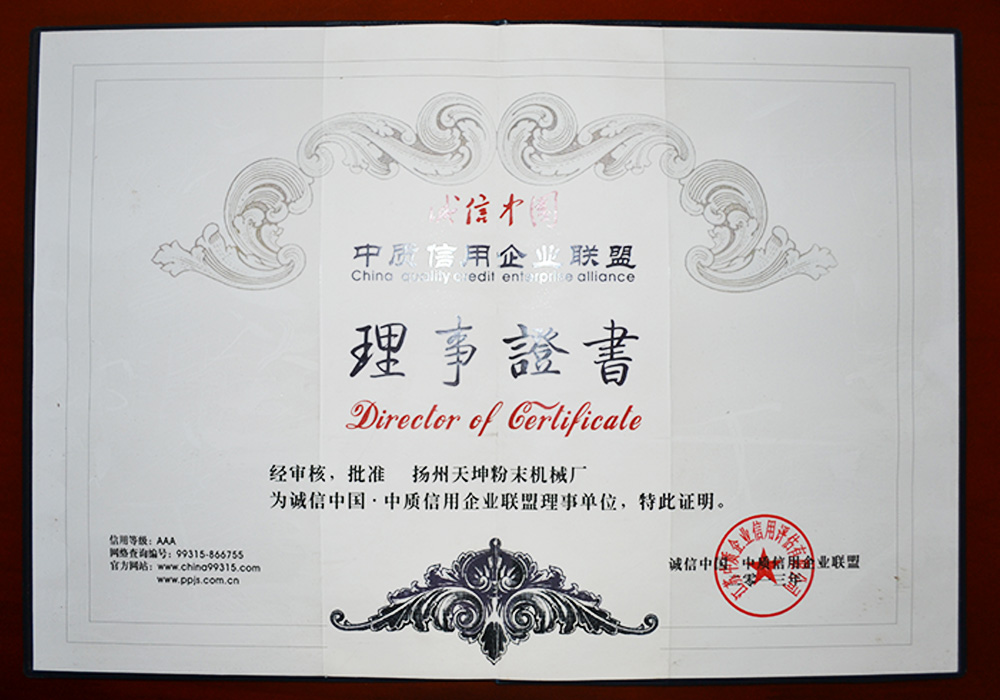 诚信中国
中质信用企业联盟
China quality credit enterprise alliance
理事證書
Director of Certificate
经审核，批准 扬州天坤粉末机械厂
为诚信中国·中质信用企业联盟理事单位，特此证明。
信用等级：AAA
网络查询编号：99315-866755
官方网站：www.china99315.com
www.ppjs.com.cn
诚信中国 中质信用企业联盟